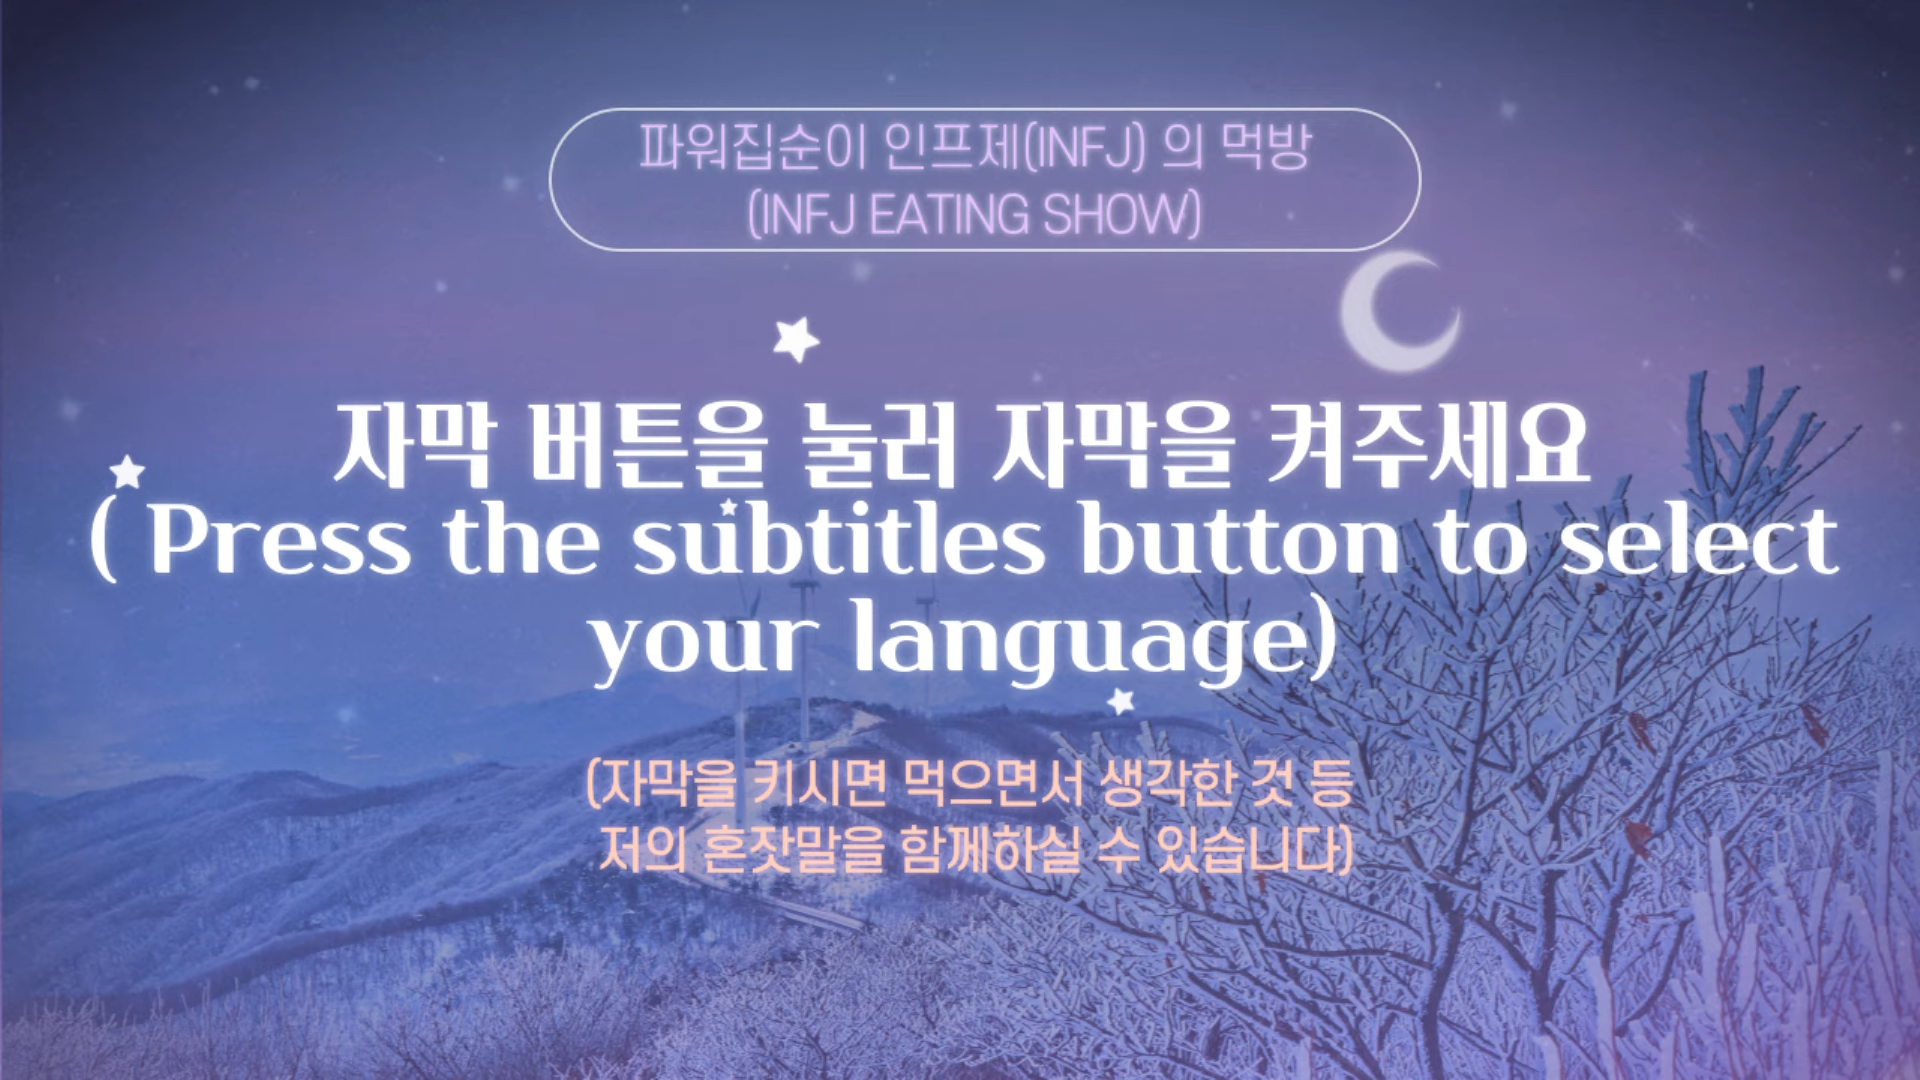 파워집순이 인프제(INFJ) 의 먹방
(INFJ EATING SHOW)
자막 버튼을 눌러 자막을 켜주세요
( Press the subtitles button to select
your language)
(자막을 키시면 먹으면서 생각한 것 등
저의 혼잣말을 함께하실 수 있습니다)